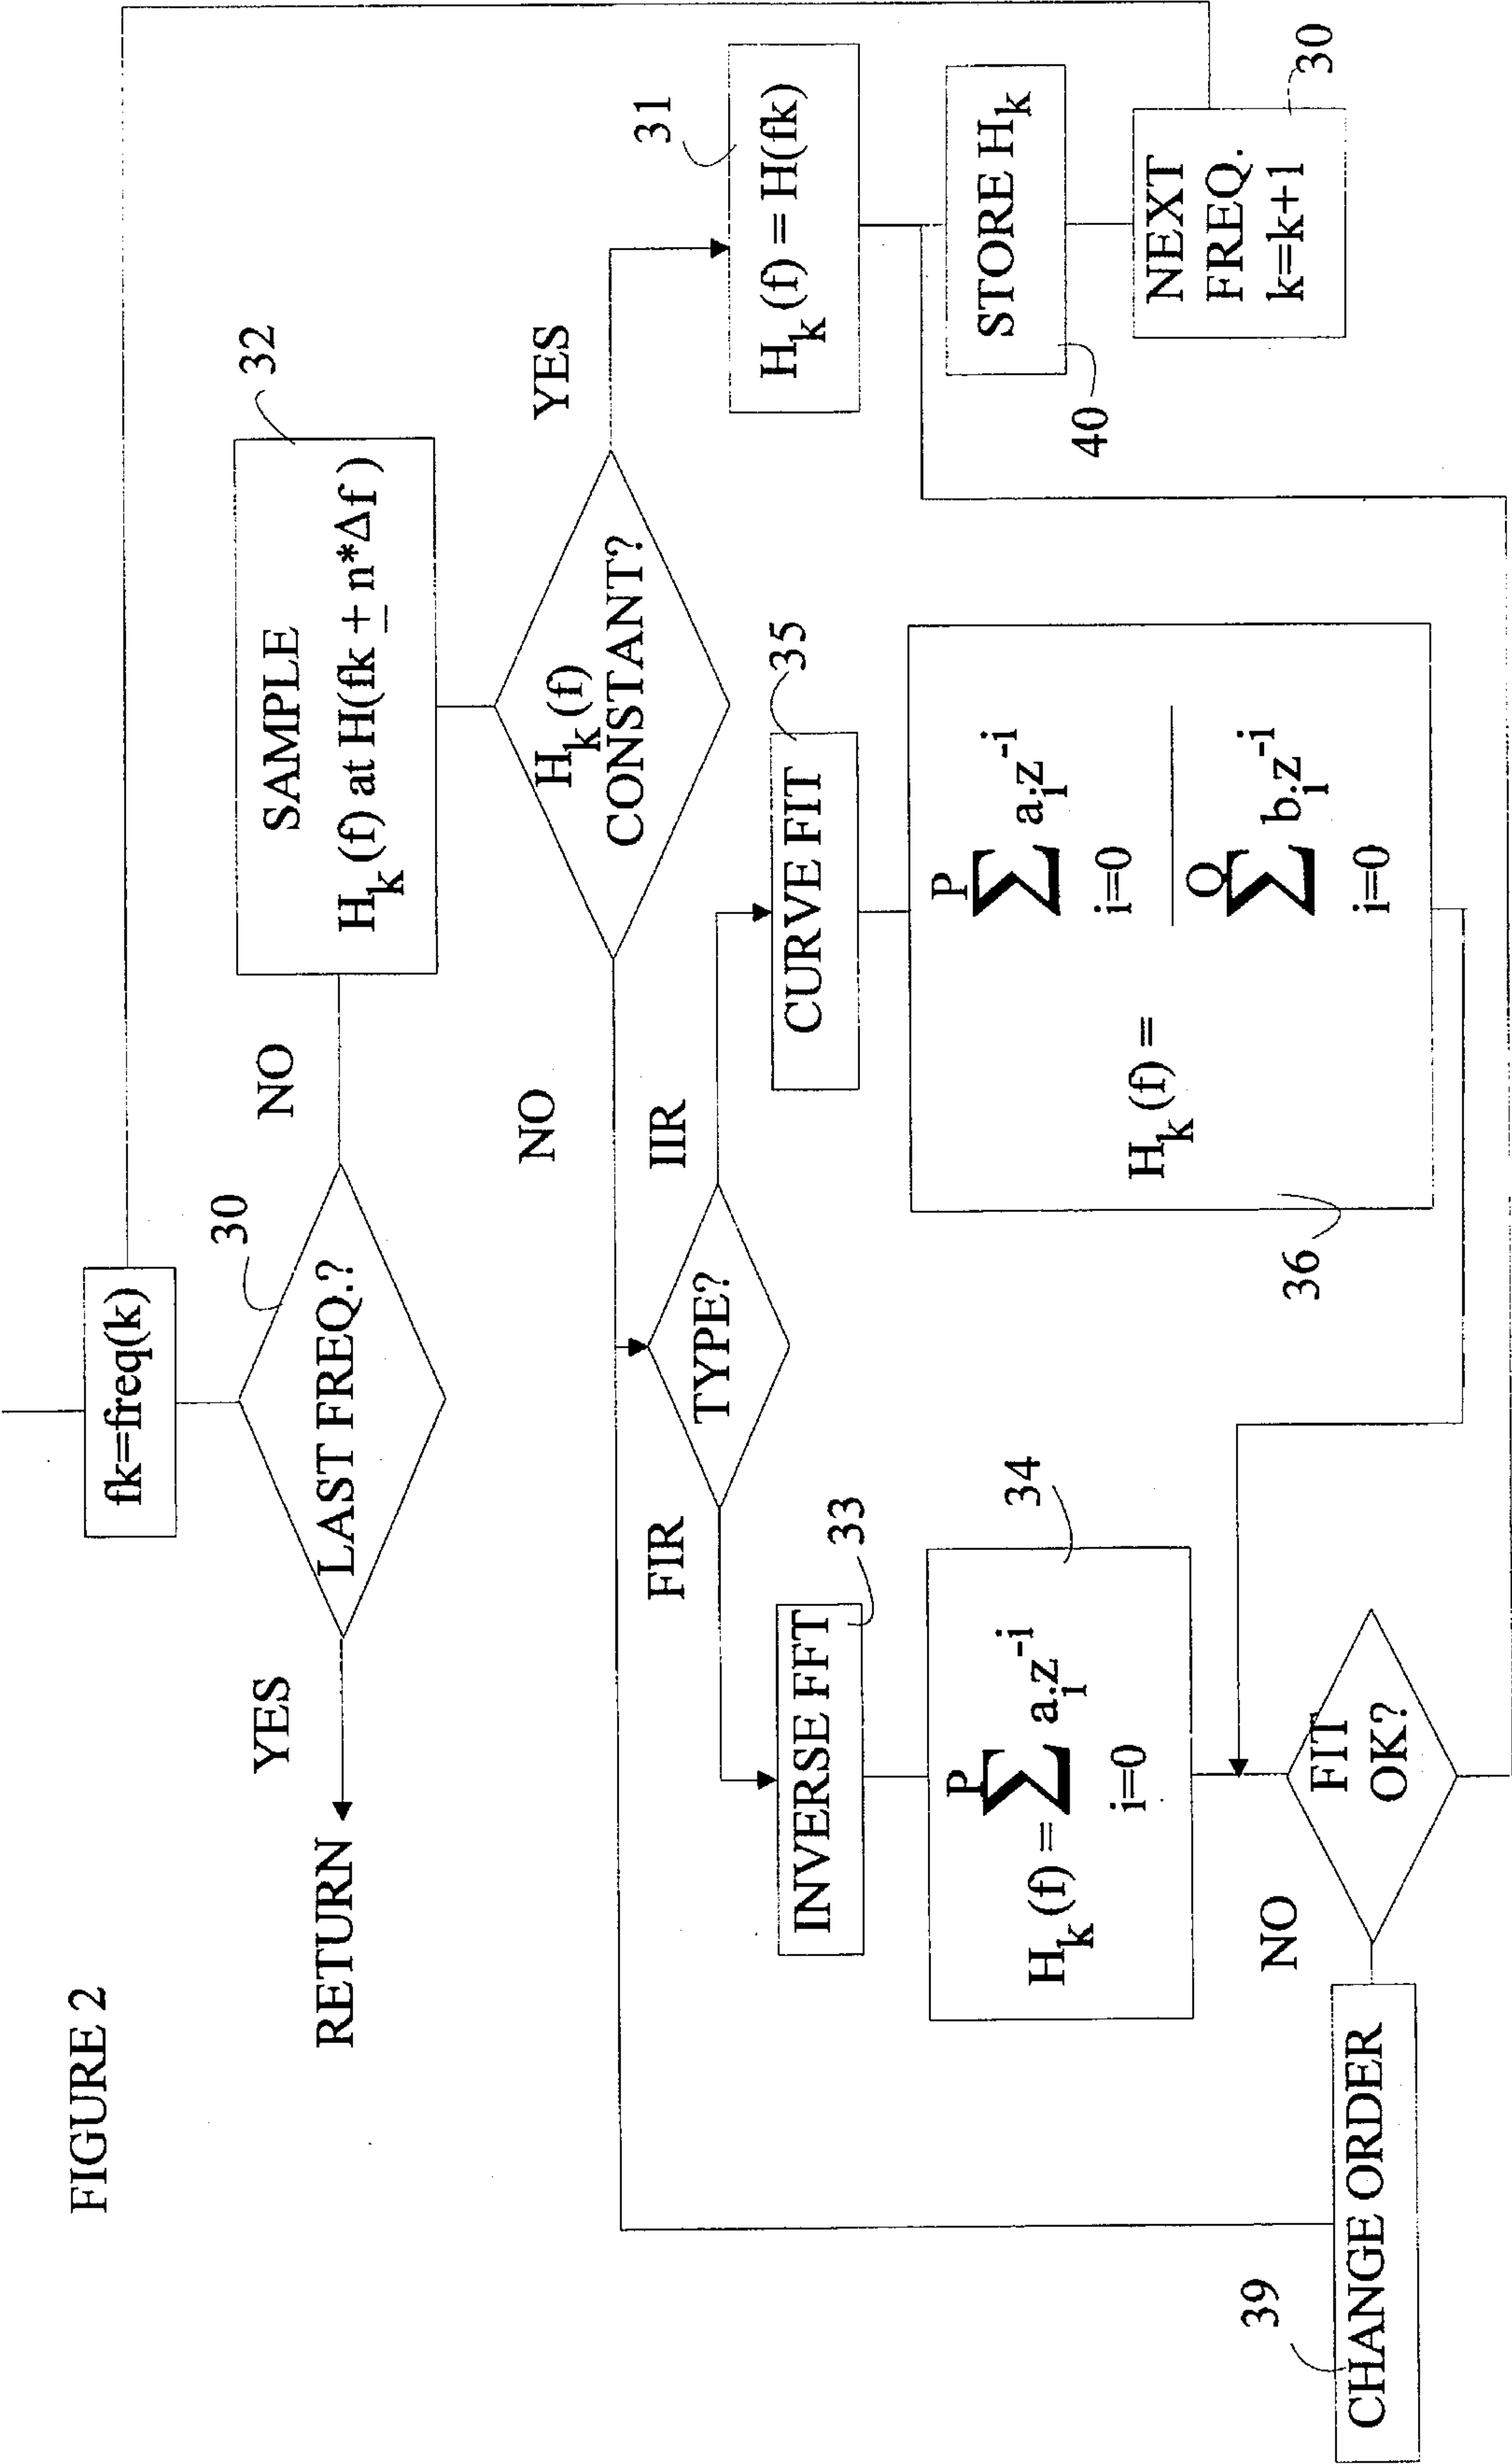 FIGURE 2
fk=freq(k)
30
LAST FREQ.?
YES
RETURN
NO
32
SAMPLE
Hₖ(f) at H(fk ± n*Δf )
Hₖ(f)
CONSTANT?
YES
NO
31
Hₖ(f) = H(fk)
40
STORE Hₖ
NEXT
FREQ.
k=k+1
30
TYPE?
FIR
IIR
33
INVERSE FFT
34
P
Hₖ(f) = ∑ aᵢz⁻ⁱ
i=0
35
CURVE FIT
36
P
∑ aᵢz⁻ⁱ
i=0
Hₖ(f) =
Q
∑ bᵢz⁻ⁱ
i=0
FIT
OK?
NO
39
CHANGE ORDER